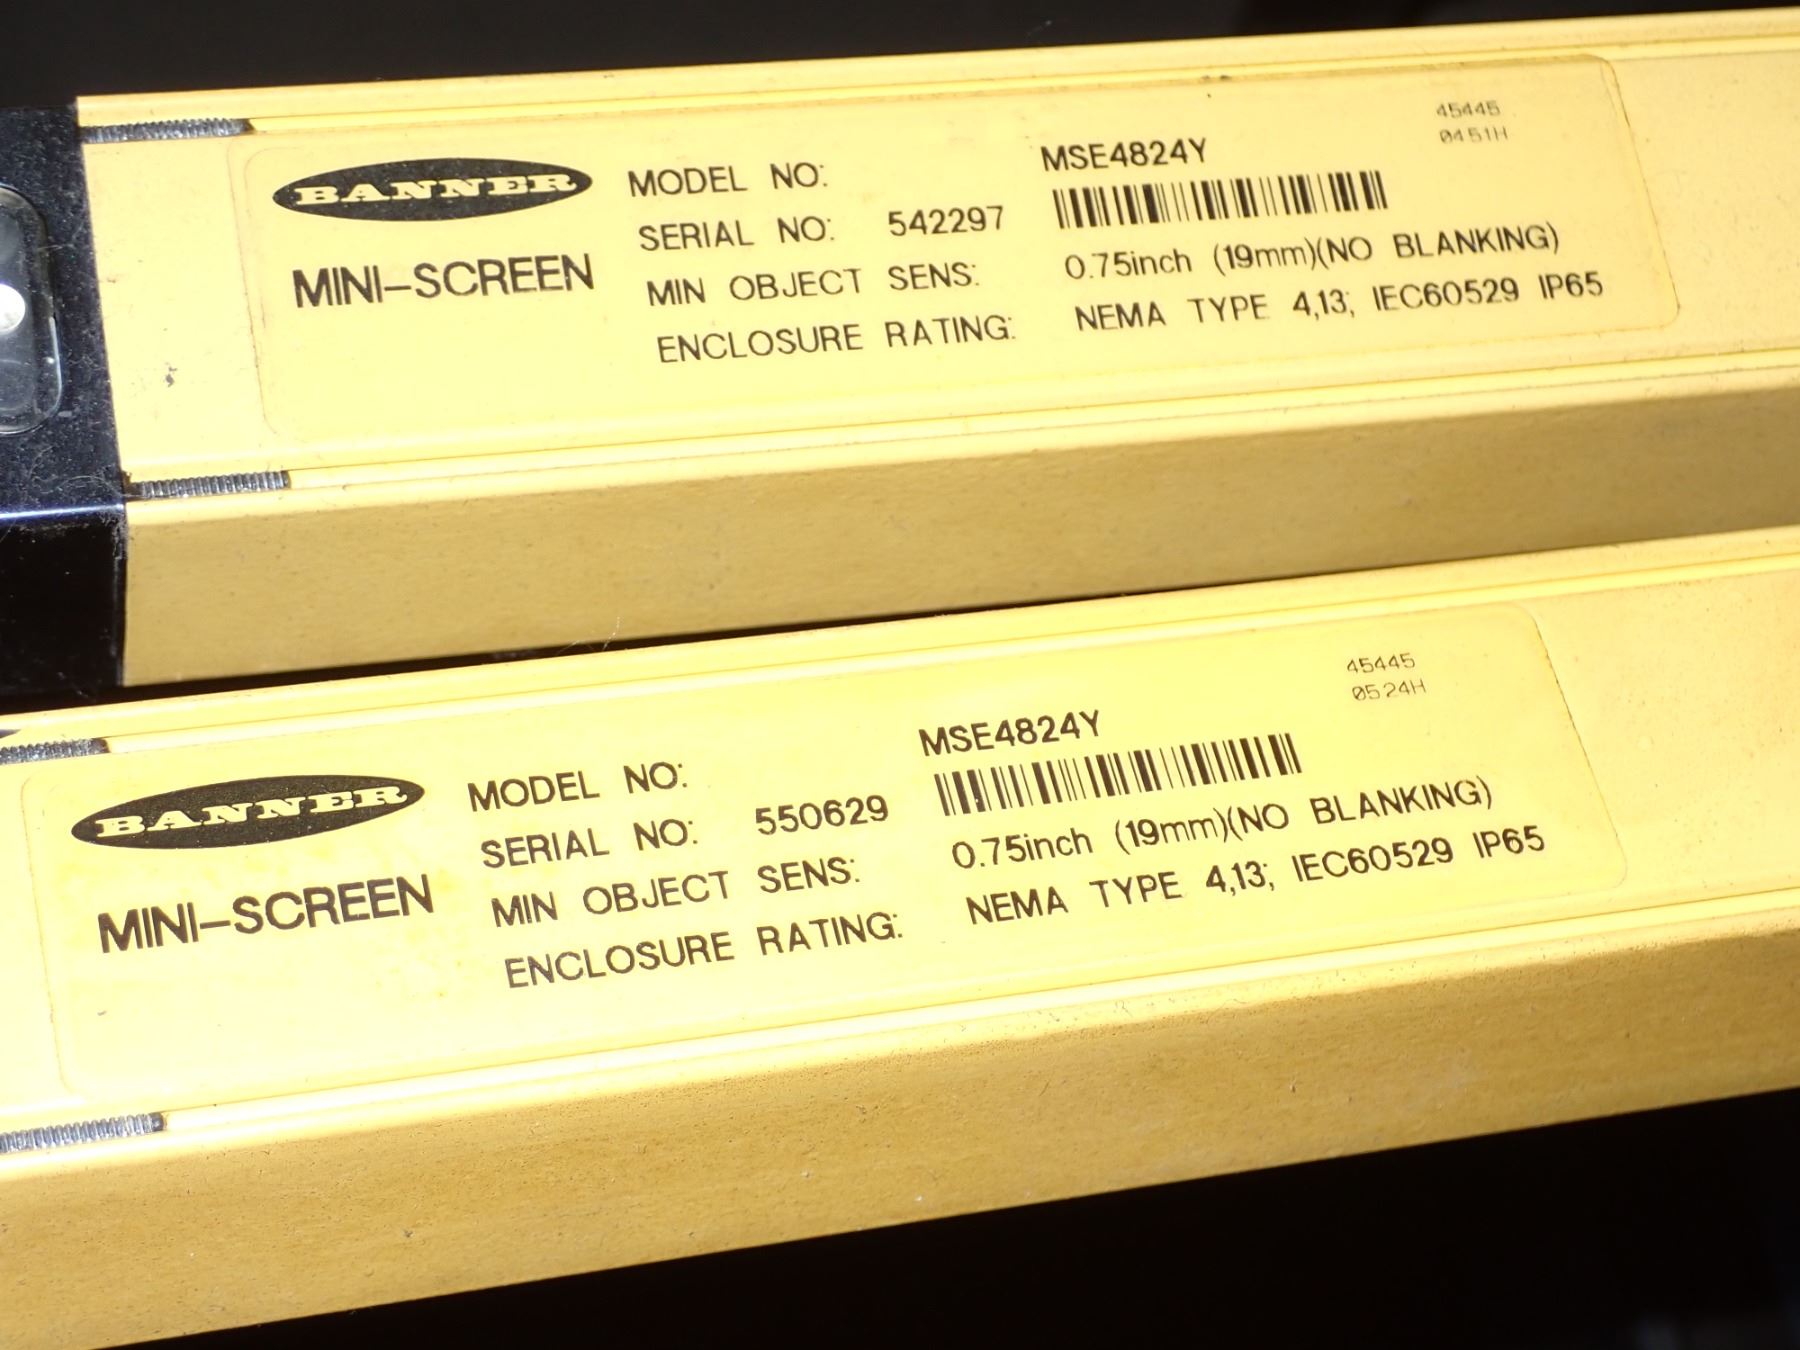 45445
0451H
BANNER
MINI-SCREEN
MODEL NO: MSE4824Y
SERIAL NO: 542297
MIN OBJECT SENS: 0.75inch (19mm)(NO BLANKING)
ENCLOSURE RATING: NEMA TYPE 4,13; IEC60529 IP65
45445
0524H
BANNER
MINI-SCREEN
MODEL NO: MSE4824Y
SERIAL NO: 550629
MIN OBJECT SENS: 0.75inch (19mm)(NO BLANKING)
ENCLOSURE RATING: NEMA TYPE 4,13; IEC60529 IP65